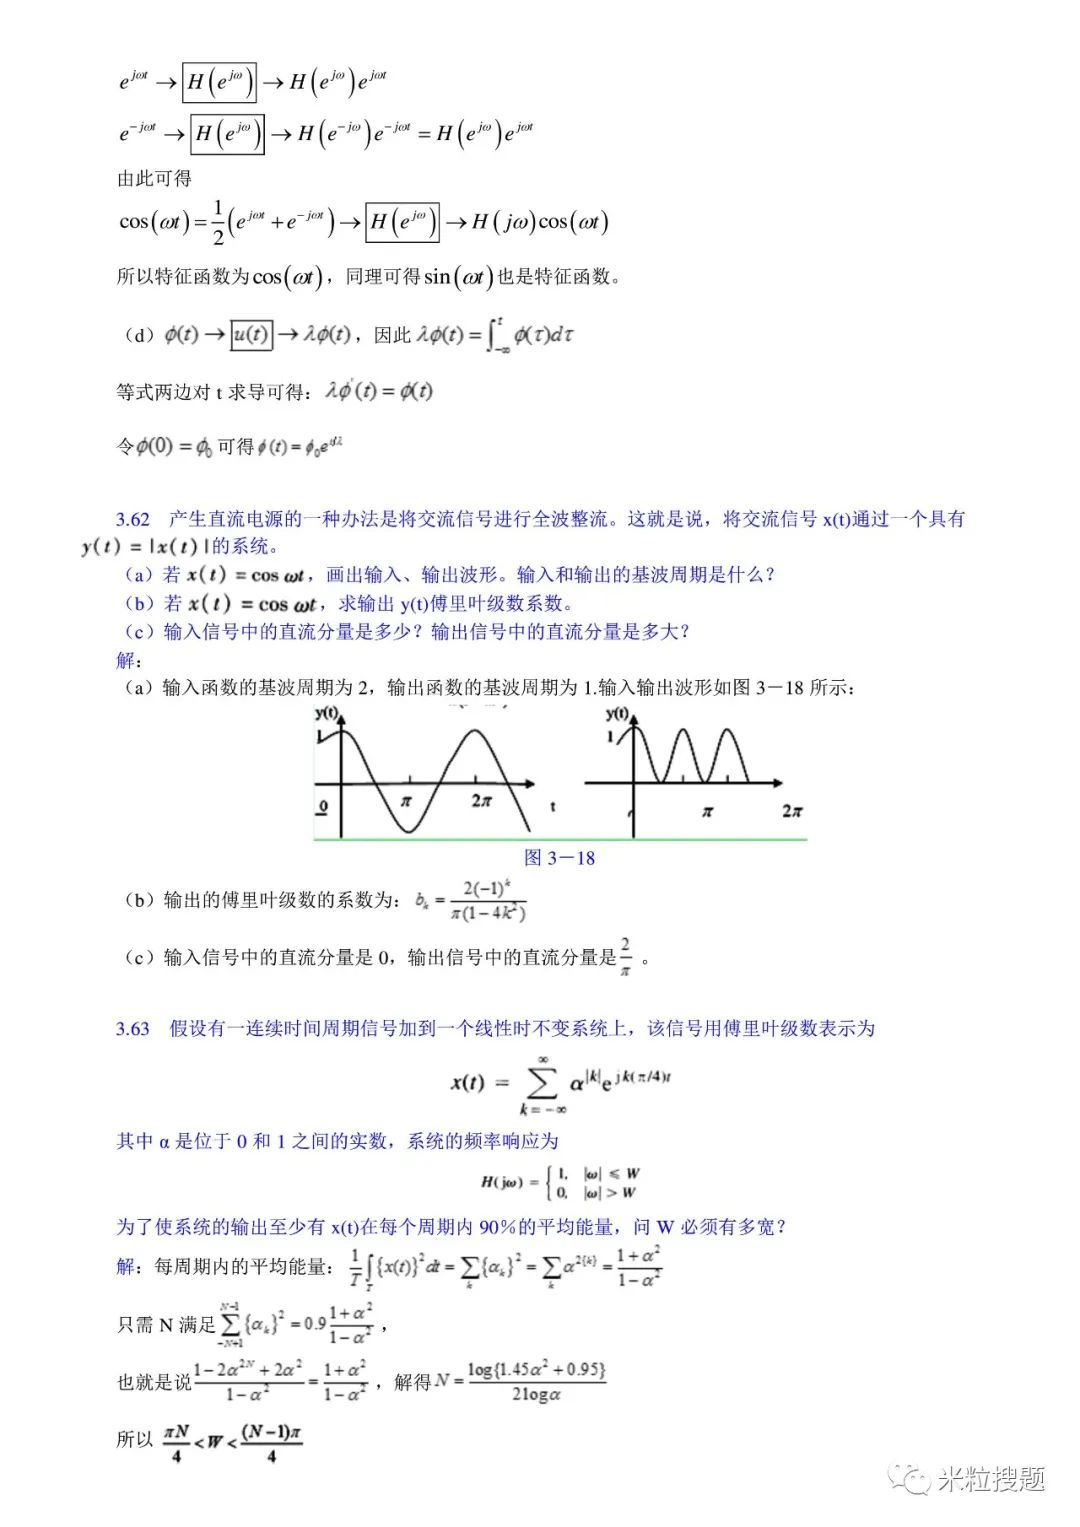 e^{jωt} → H(e^{jω}) → H(e^{jω})e^{jωt}
e^{-jωt} → H(e^{jω}) → H(e^{-jω})e^{-jωt} = H(e^{jω})e^{jωt}
由此可得
cos(ωt) = 1/2 (e^{jωt} + e^{-jωt}) → H(e^{jω}) → H(jω)cos(ωt)
所以特征函数为cos(ωt)，同理可得sin(ωt)也是特征函数。
（d）ϕ(t) → u(t) → λϕ(t)，因此 λϕ(t) = ∫_{-∞}^{t} ϕ(τ)dτ
等式两边对 t 求导可得：λϕ'(t) = ϕ(t)
令ϕ(0) = ϕ₀ 可得 ϕ(t) = ϕ₀e^{t/λ}
3.62 产生直流电源的一种办法是将交流信号进行全波整流。这就是说，将交流信号 x(t)通过一个具有
y(t) = |x(t)|的系统。
（a）若 x(t) = cos ωt，画出输入、输出波形。输入和输出的基波周期是什么？
（b）若 x(t) = cos ωt，求输出 y(t)傅里叶级数系数。
（c）输入信号中的直流分量是多少？输出信号中的直流分量是多大？
解：
（a）输入函数的基波周期为 2，输出函数的基波周期为 1.输入输出波形如图 3－18 所示：
y(t) y(t)
1 1
0 π 2π t π 2π
图 3－18
（b）输出的傅里叶级数的系数为：b_k = 2(-1)^k / π(1-4k²)
（c）输入信号中的直流分量是 0，输出信号中的直流分量是 2/π 。
3.63 假设有一连续时间周期信号加到一个线性时不变系统上，该信号用傅里叶级数表示为
x(t) = ∑_{k=-∞}^{∞} α^{|k|}e^{jk(π/4)t}
其中 α 是位于 0 和 1 之间的实数，系统的频率响应为
H(jω) = { 1, |ω| ⩽ W
0, |ω| > W
为了使系统的输出至少有 x(t)在每个周期内 90％的平均能量，问 W 必须有多宽？
解：每周期内的平均能量：1/T ∫_T {x(t)}² dt = ∑_k {α_k}² = ∑_k α^{2{k}} = (1+α²)/(1-α²)
只需 N 满足 ∑_{-N+1}^{N-1} {α_k}² = 0.9 (1+α²)/(1-α²)，
也就是说 (1-2α^{2N}+2α²)/(1-α²) = (1+α²)/(1-α²)，解得 N = log{1.45α²+0.95} / 2logα
所以 πN/4 < W < (N-1)π/4
米粒搜题